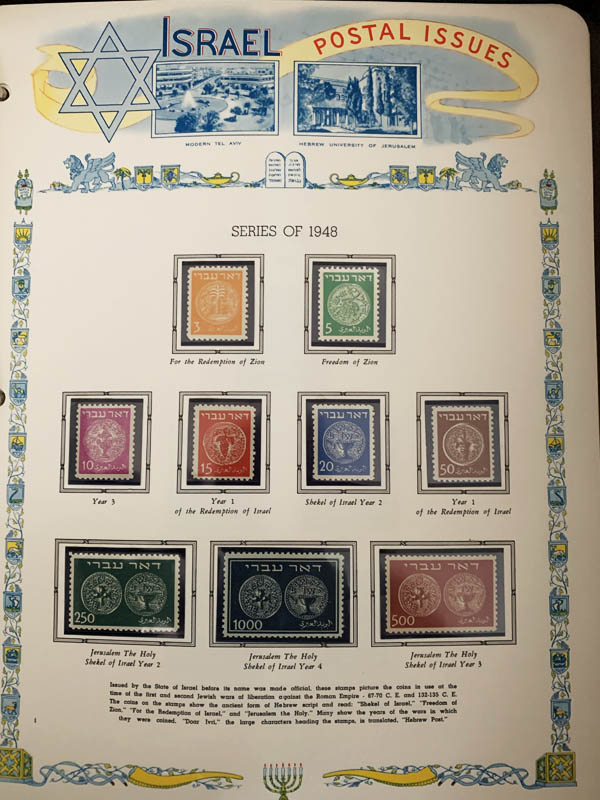 ISRAEL
POSTAL ISSUES
MODERN TEL AVIV
HEBREW UNIVERSITY OF JERUSALEM
SERIES OF 1948
דאר עברי
3
דאר עברי
5
For the Redemption of Zion
Freedom of Zion
דאר עברי
10
דאר עברי
15
דאר עברי
20
דאר עברי
50
Year 3
Year 1
of the Redemption of Israel
Shekel of Israel Year 2
Year 1
of the Redemption of Israel
דאר עברי
250
דאר עברי
1000
דאר עברי
500
Jerusalem The Holy
Shekel of Israel Year 2
Jerusalem The Holy
Shekel of Israel Year 4
Jerusalem The Holy
Shekel of Israel Year 3
Issued by the State of Israel before its name was made official, these stamps picture the coins in use at the
time of the first and second Jewish wars of liberation against the Roman Empire - 67-70 C. E. and 132-135 C. E.
The coins on the stamps show the ancient form of Hebrew script and read: "Shekel of Israel," "Freedom of
Zion," "For the Redemption of Israel," and "Jerusalem the Holy." Many show the years of the wars in which
they were coined. "Doar Ivri," the large characters heading the stamps, is translated, "Hebrew Post."
1